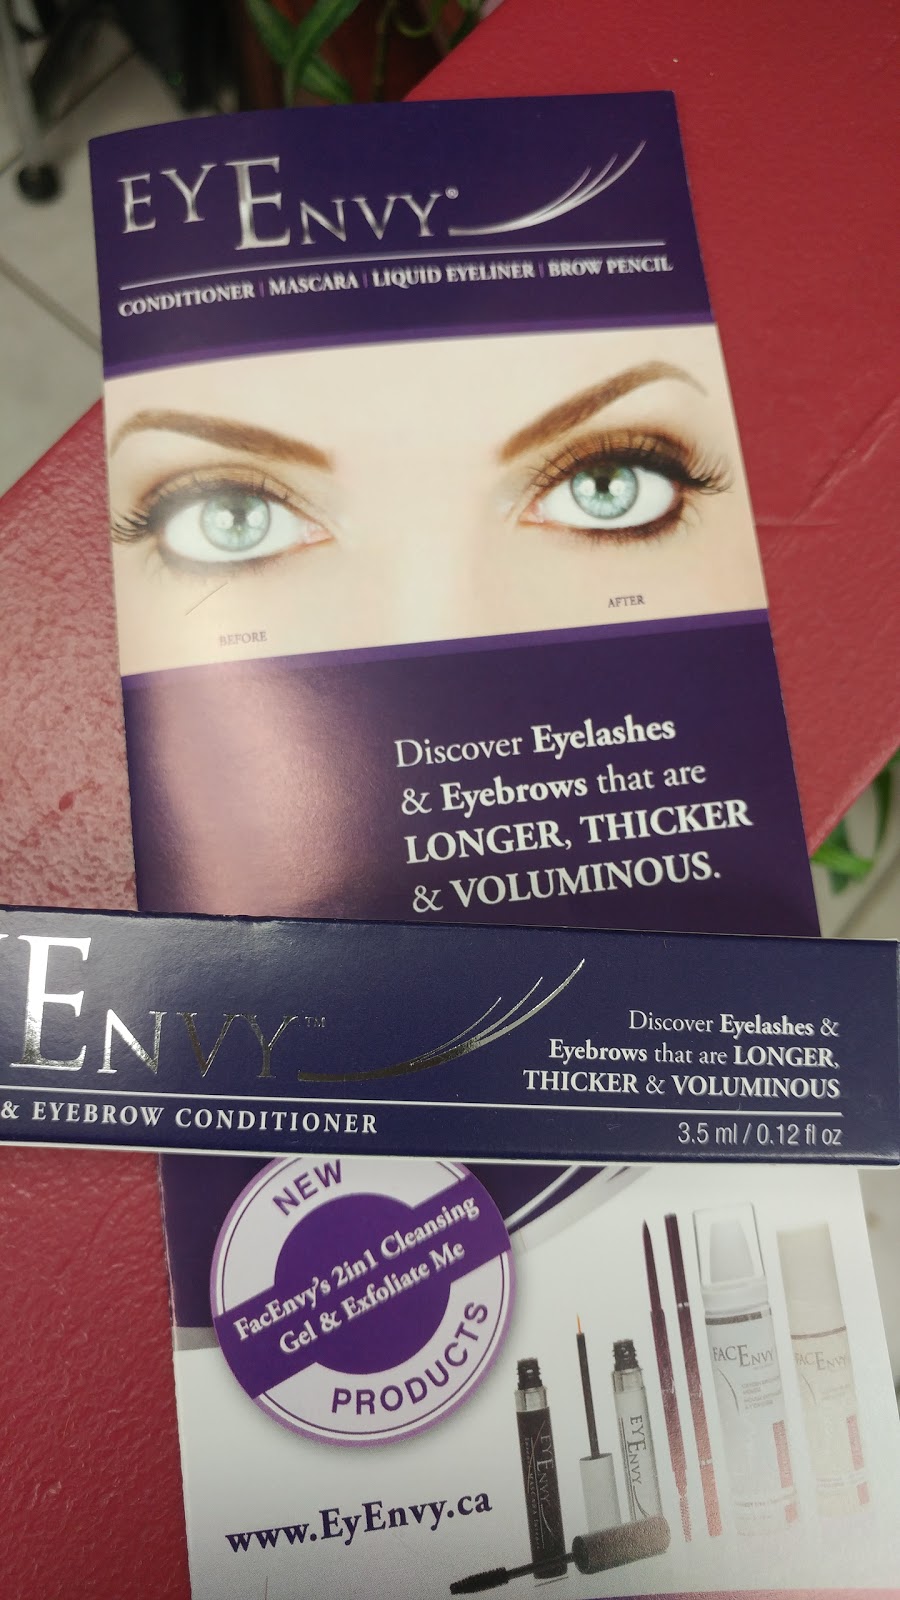 EYENVY®
CONDITIONER | MASCARA | LIQUID EYELINER | BROW PENCIL
BEFORE
AFTER
Discover Eyelashes
& Eyebrows that are
LONGER, THICKER
& VOLUMINOUS.
YENVY™
& EYEBROW CONDITIONER
Discover Eyelashes &
Eyebrows that are LONGER,
THICKER & VOLUMINOUS
3.5 ml / 0.12 fl oz
NEW
FacEnvy's 2in1 Cleansing
Gel & Exfoliate Me
PRODUCTS
www.EyEnvy.ca
EYENVY
EYENVY
FACENVY
FACENVY